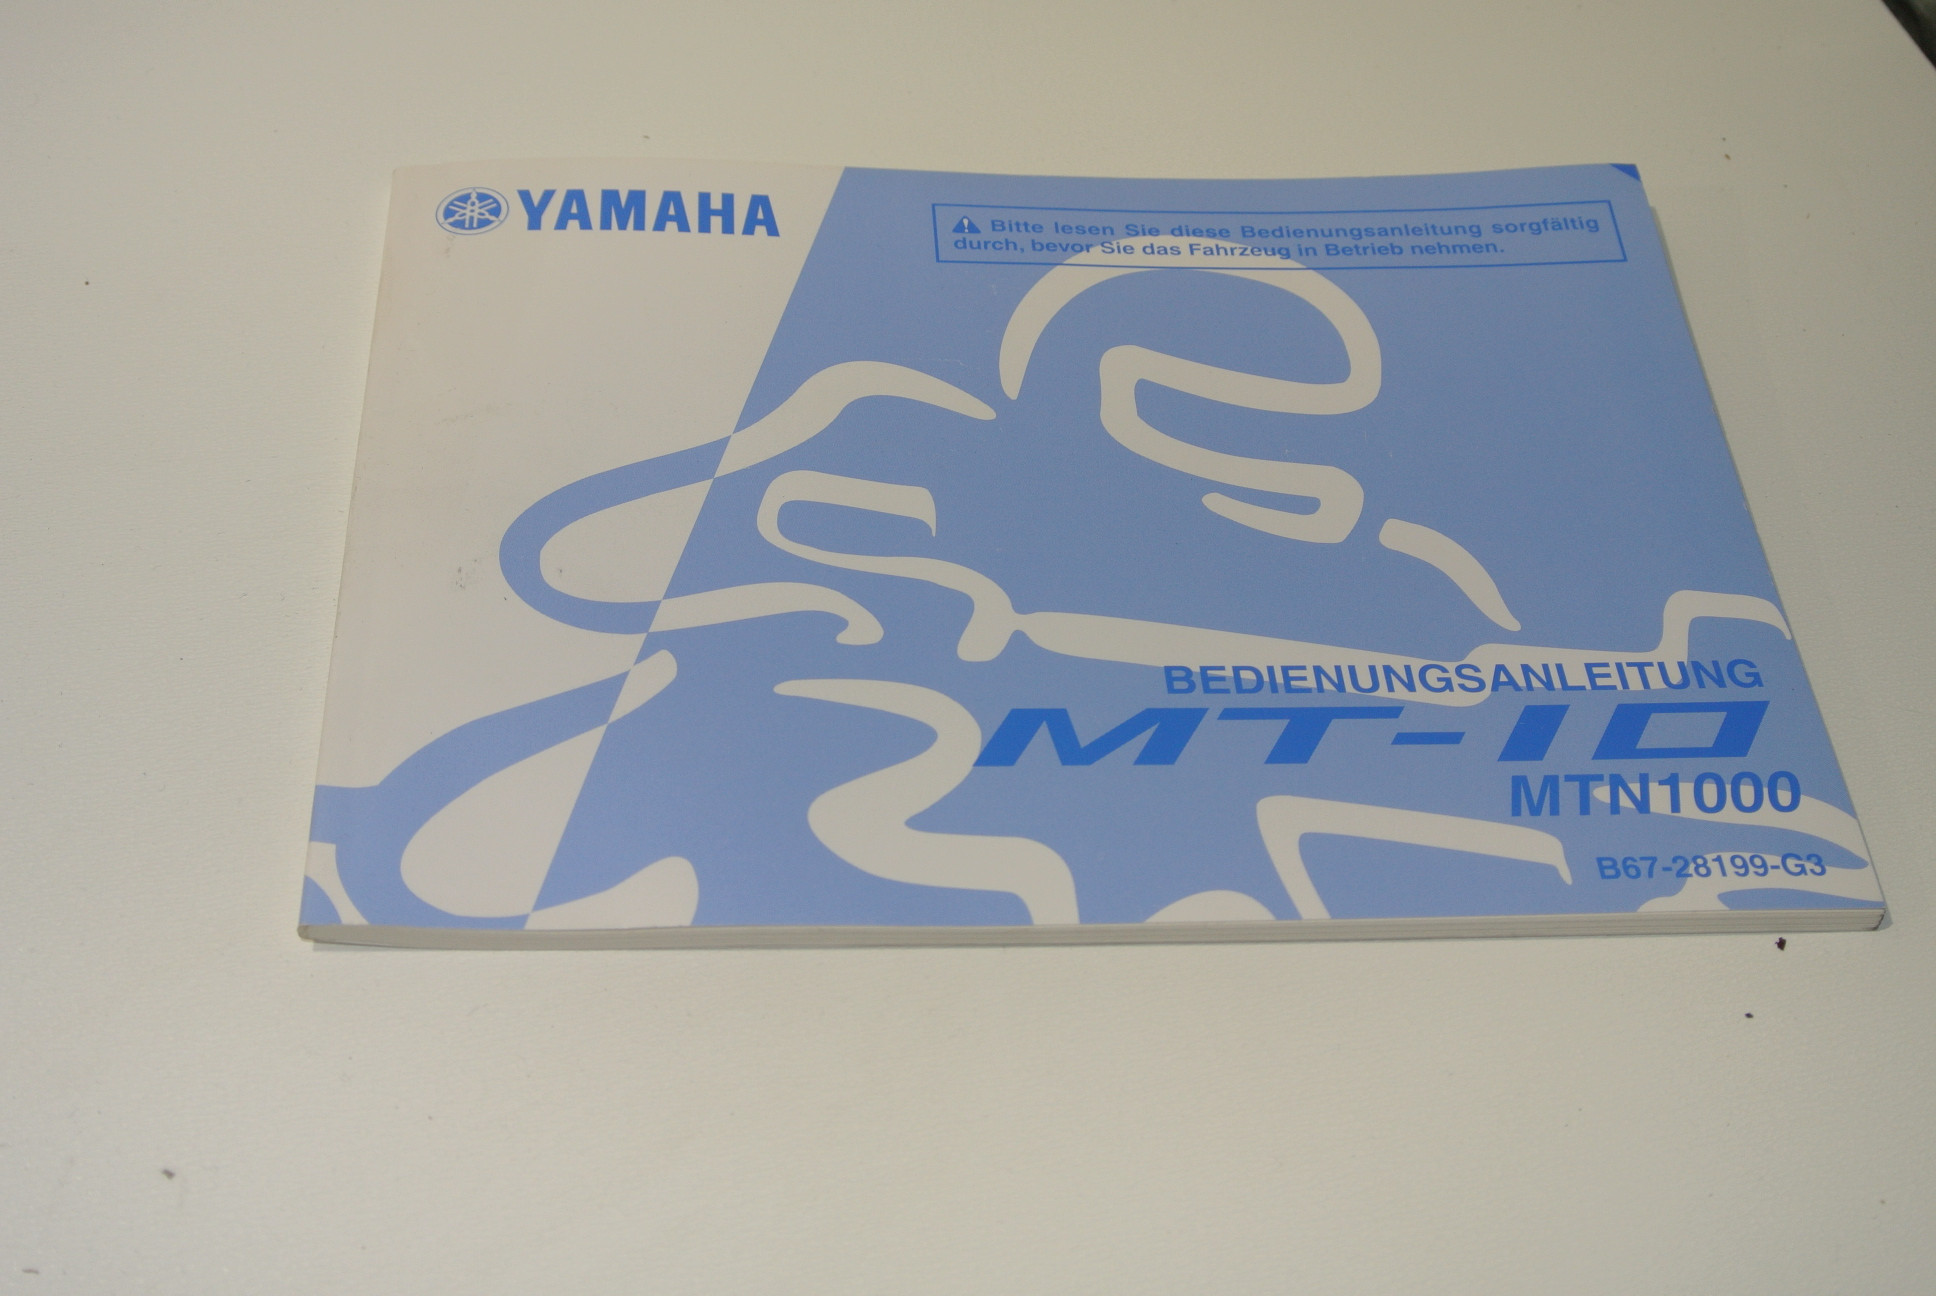 YAMAHA
Bitte lesen Sie diese Bedienungsanleitung sorgfältig
durch, bevor Sie das Fahrzeug in Betrieb nehmen.
BEDIENUNGSANLEITUNG
MT-10
MTN1000
B67-28199-G3